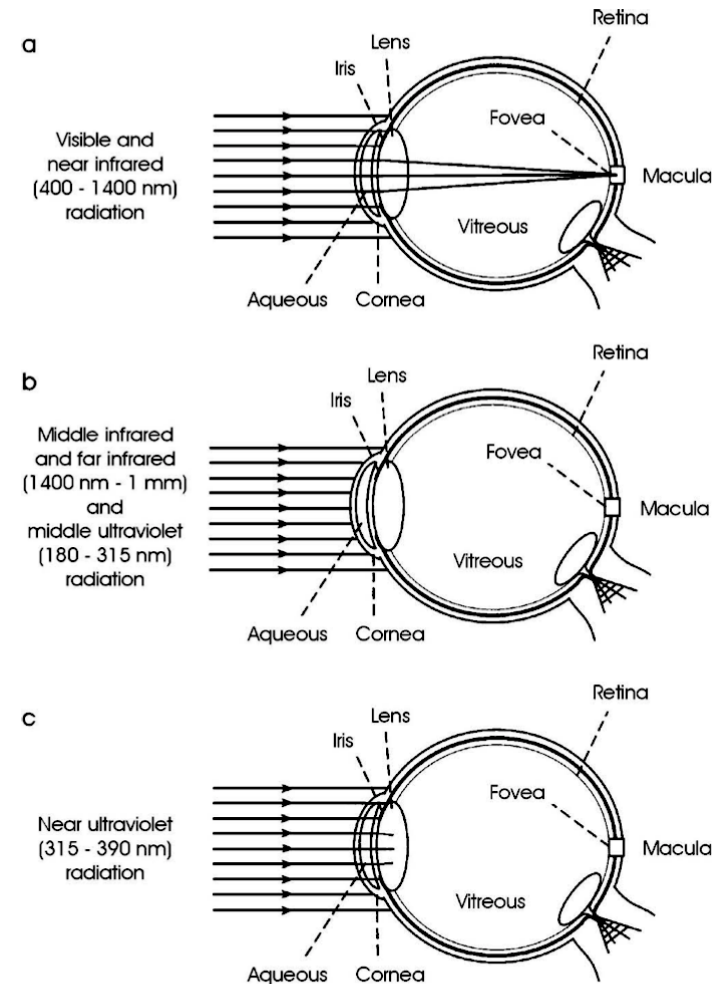 a
Retina
Lens
Iris
Fovea
Visible and
near infrared
(400 - 1400 nm)
radiation
Macula
Vitreous
Aqueous
Cornea
b
Retina
Lens
Iris
Middle infrared
and far infrared
(1400 nm - 1 mm)
and
middle ultraviolet
(180 - 315 nm)
radiation
Fovea
Macula
Vitreous
Aqueous
Cornea
c
Retina
Lens
Iris
Fovea
Near ultraviolet
(315 - 390 nm)
radiation
Macula
Vitreous
Aqueous
Cornea